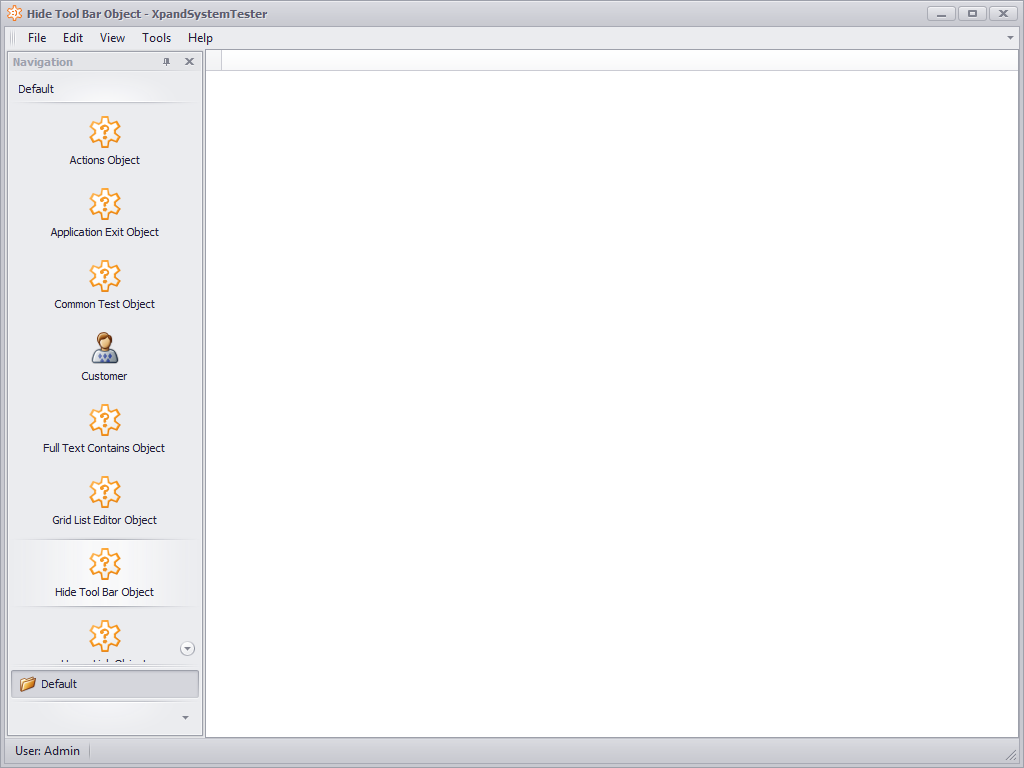 Hide Tool Bar Object - XpandSystemTester
File Edit View Tools Help
Navigation
Default
Actions Object
Application Exit Object
Common Test Object
Customer
Full Text Contains Object
Grid List Editor Object
Hide Tool Bar Object
Default
User: Admin